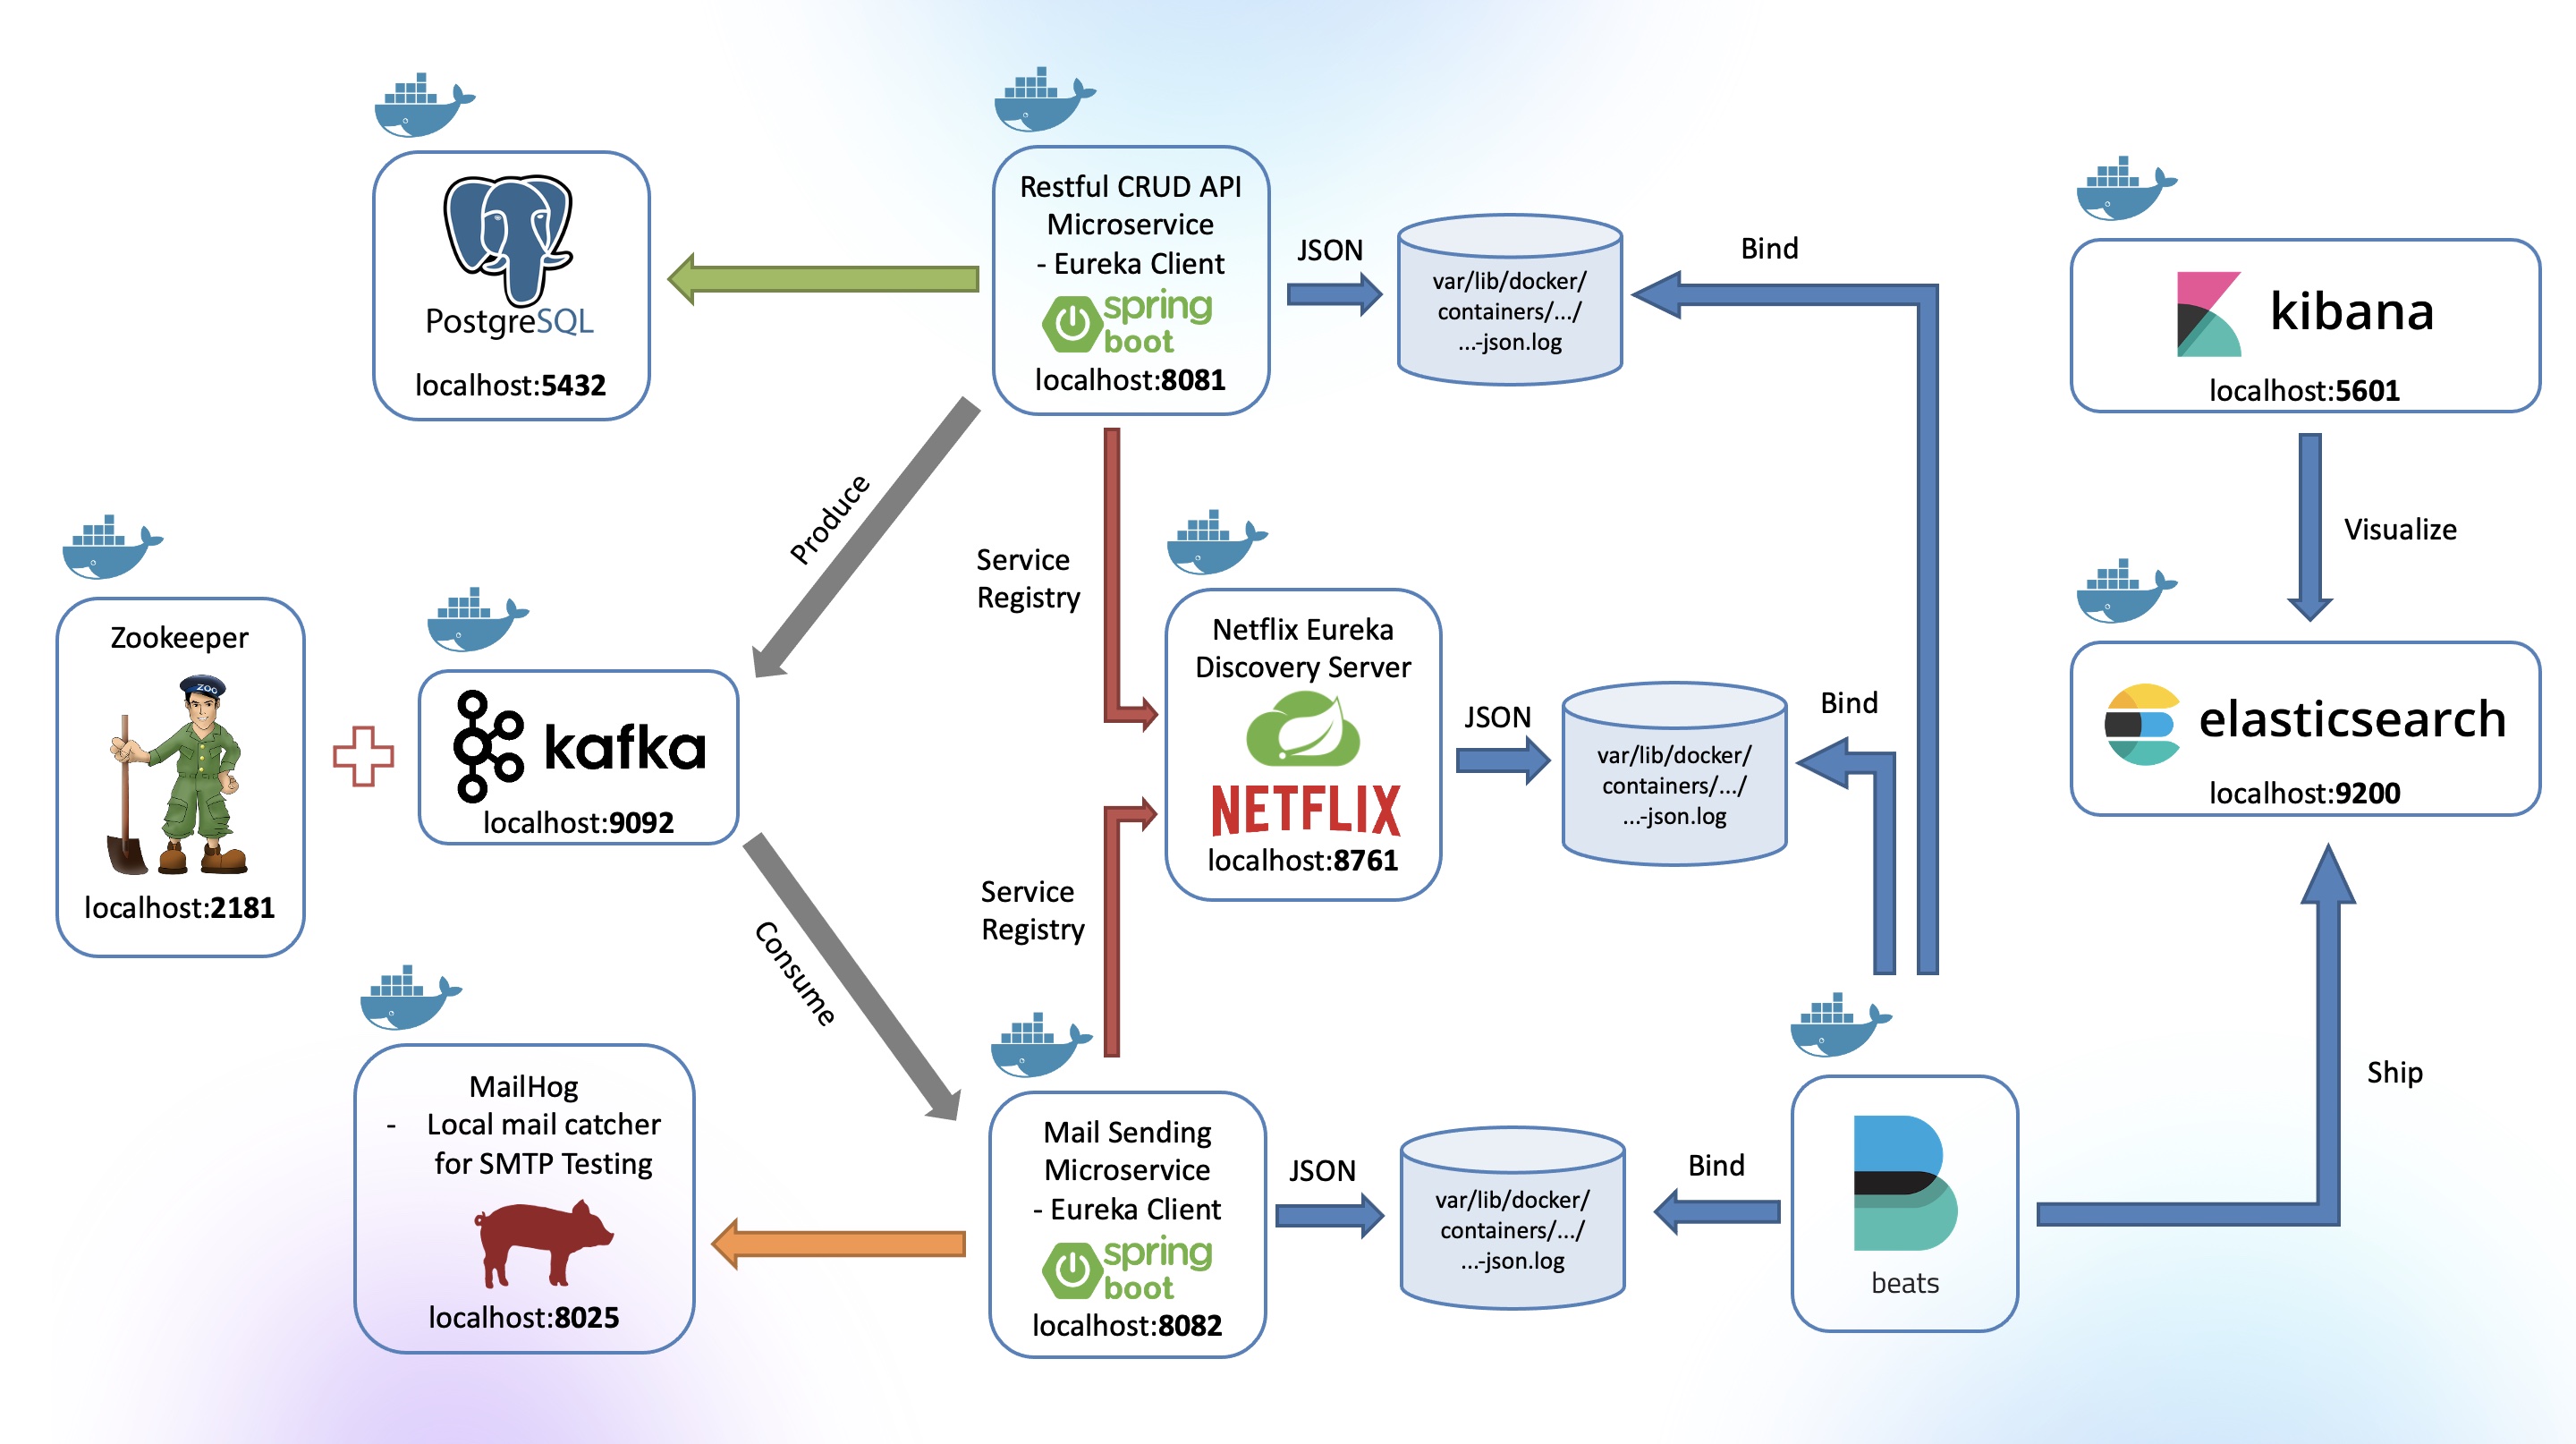 PostgreSQL
localhost:5432
Restful CRUD API
Microservice
- Eureka Client
spring
boot
localhost:8081
JSON
var/lib/docker/
containers/.../
...-json.log
Bind
kibana
localhost:5601
Visualize
Produce
Service
Registry
Zookeeper
ZOO
localhost:2181
kafka
localhost:9092
Netflix Eureka
Discovery Server
NETFLIX
localhost:8761
JSON
var/lib/docker/
containers/.../
...-json.log
Bind
elasticsearch
localhost:9200
Consume
Service
Registry
MailHog
- Local mail catcher
for SMTP Testing
localhost:8025
Mail Sending
Microservice
- Eureka Client
spring
boot
localhost:8082
JSON
var/lib/docker/
containers/.../
...-json.log
Bind
beats
Ship